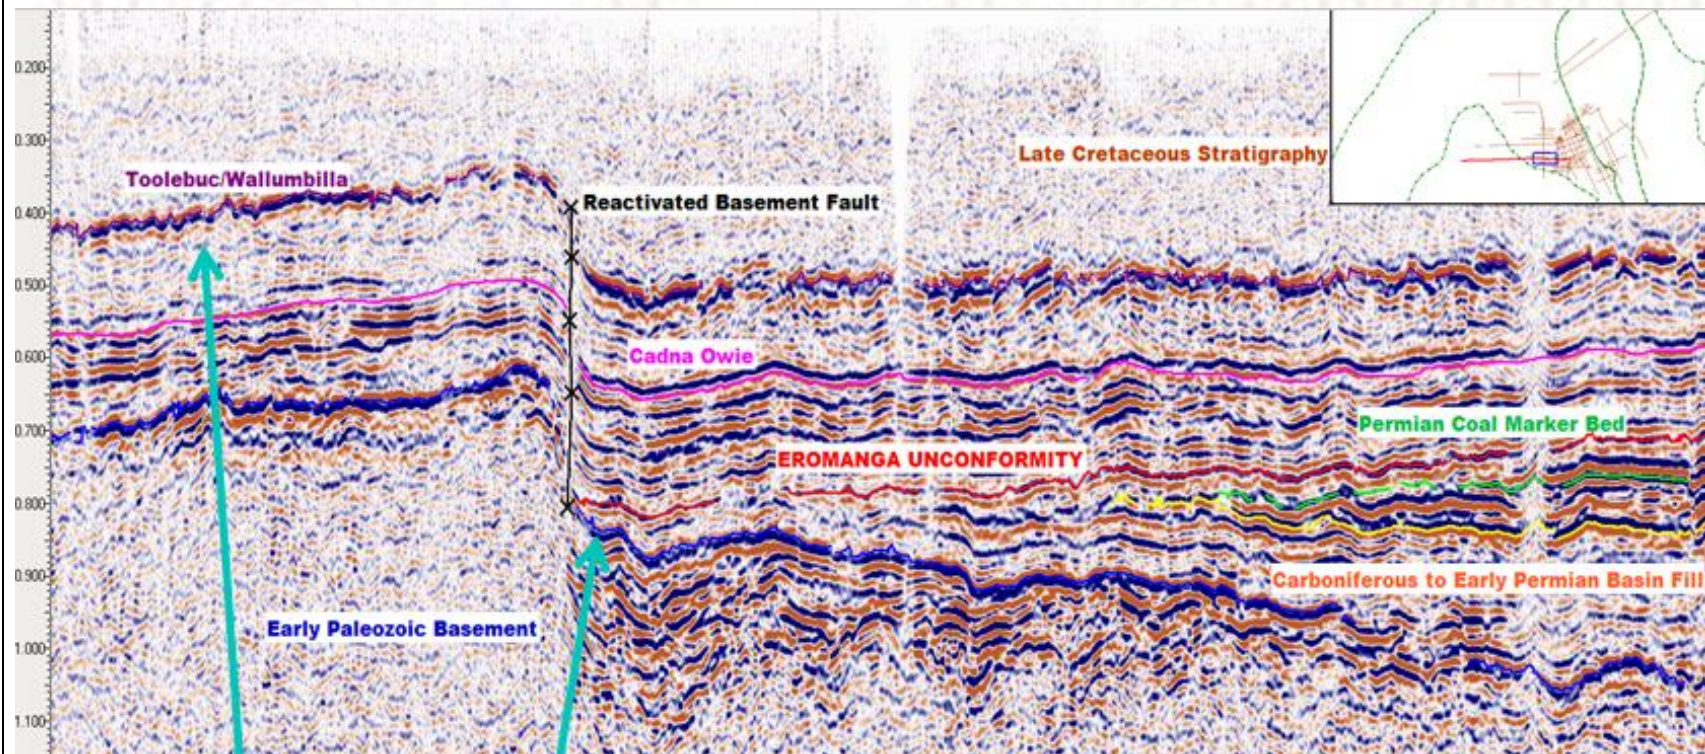 0.200
0.300
Late Cretaceous Stratigraphy
Toolebuc/Wallumbilla
Reactivated Basement Fault
0.400
0.500
Cadna Owie
0.600
Permian Coal Marker Bed
0.700
EROMANGA UNCONFORMITY
0.800
0.900
Carboniferous to Early Permian Basin Fill
Early Paleozoic Basement
1.000
1.100